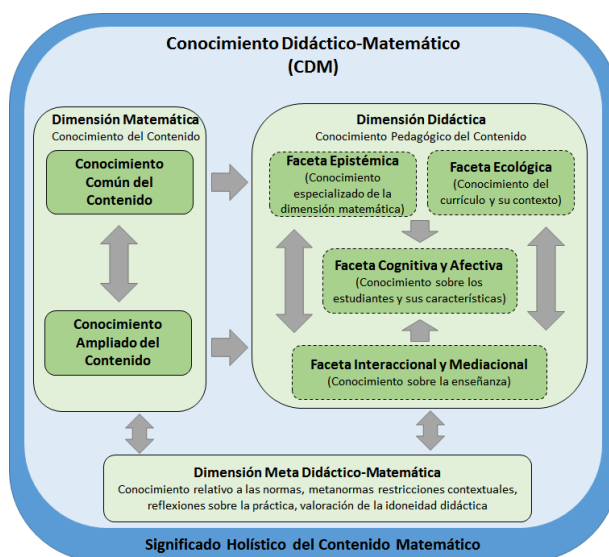 Conocimiento Didáctico-Matemático
(CDM)
Dimensión Matemática
Conocimiento del Contenido
Conocimiento
Común del
Contenido
Conocimiento
Ampliado del
Contenido
Dimensión Didáctica
Conocimiento Pedagógico del Contenido
Faceta Epistémica
(Conocimiento
especializado de la
dimensión matemática)
Faceta Ecológica
(Conocimiento del
currículo y su contexto)
Faceta Cognitiva y Afectiva
(Conocimiento sobre los
estudiantes y sus características)
Faceta Interaccional y Mediacional
(Conocimiento sobre la enseñanza)
Dimensión Meta Didáctico-Matemática
Conocimiento relativo a las normas, metanormas restricciones contextuales,
reflexiones sobre la práctica, valoración de la idoneidad didáctica
Significado Holístico del Contenido Matemático